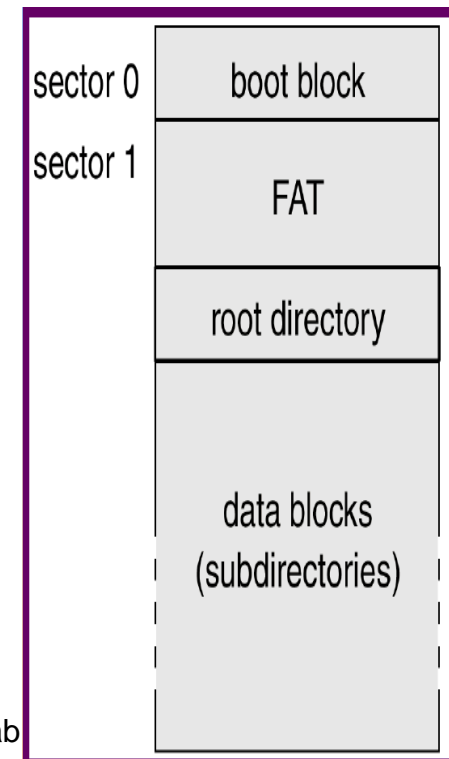 sector 0
boot block
sector 1
FAT
root directory
data blocks
(subdirectories)